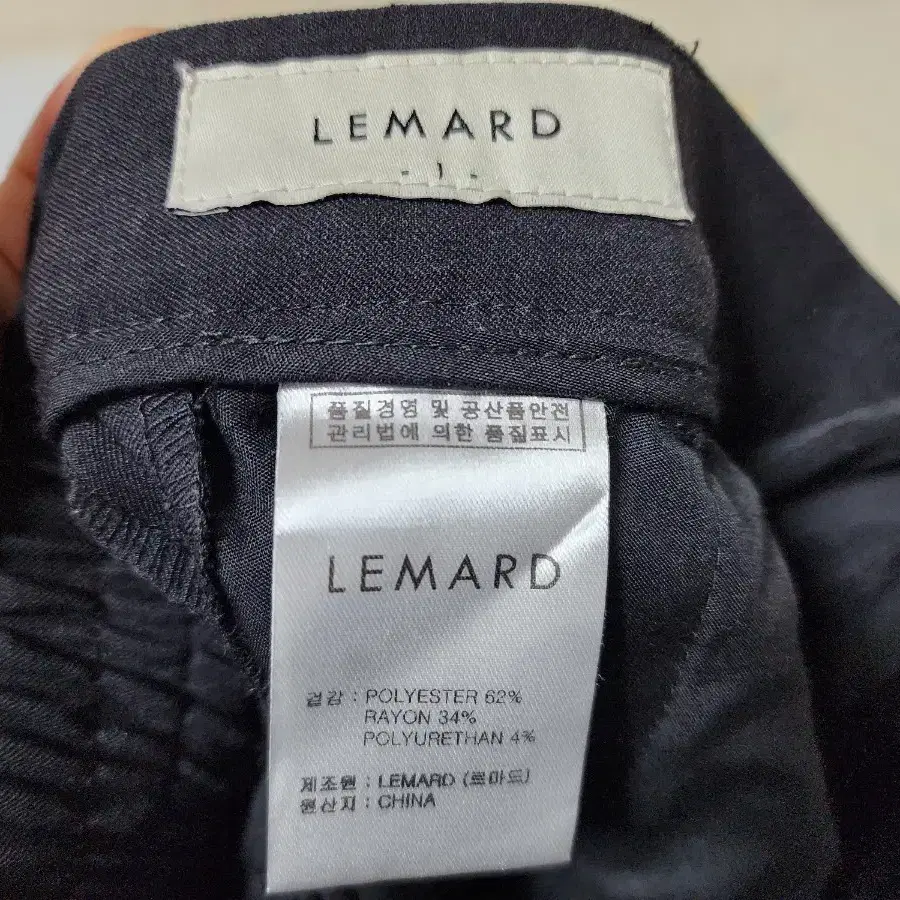 LEMARD
- 1 -
품질경영 및 공산품안전
관리법에 의한 품질표시
LEMARD
겉감 : POLYESTER 62%
RAYON 34%
POLYURETHAN 4%
제조원 : LEMARD (르마드)
원산지 : CHINA